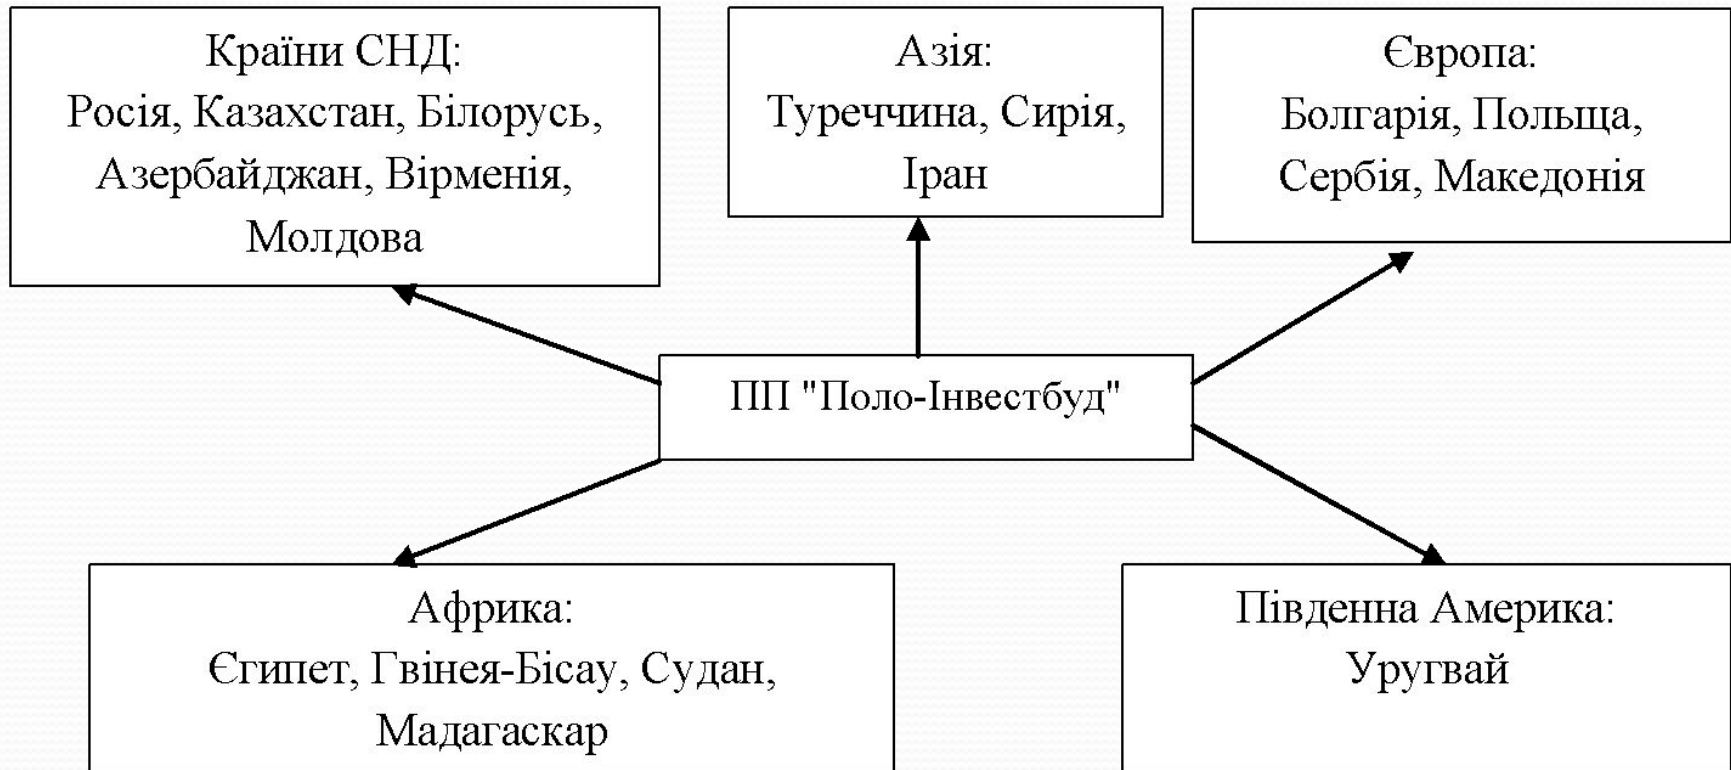 Країни СНД:
Росія, Казахстан, Білорусь,
Азербайджан, Вірменія,
Молдова
Азія:
Туреччина, Сирія,
Іран
Європа:
Болгарія, Польща,
Сербія, Македонія
ПП "Поло-Інвестбуд"
Африка:
Єгипет, Гвінея-Бісау, Судан,
Мадагаскар
Південна Америка:
Уругвай